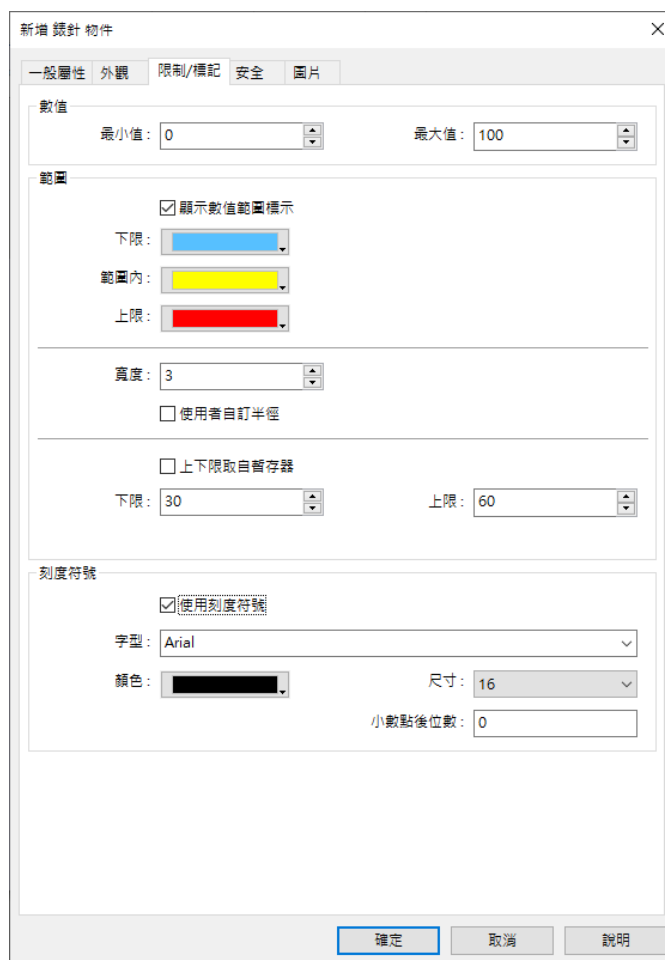 新增 錶針 物件
一般屬性 外觀 限制/標記 安全 圖片
數值
最小值 : 0 最大值 : 100
範圍
顯示數值範圍標示
下限 :
範圍內 :
上限 :
寬度 : 3
使用者自訂半徑
上下限取自暫存器
下限 : 30 上限 : 60
刻度符號
使用刻度符號
字型 : Arial
顏色 : 尺寸 : 16
小數點後位數 : 0
確定 取消 說明